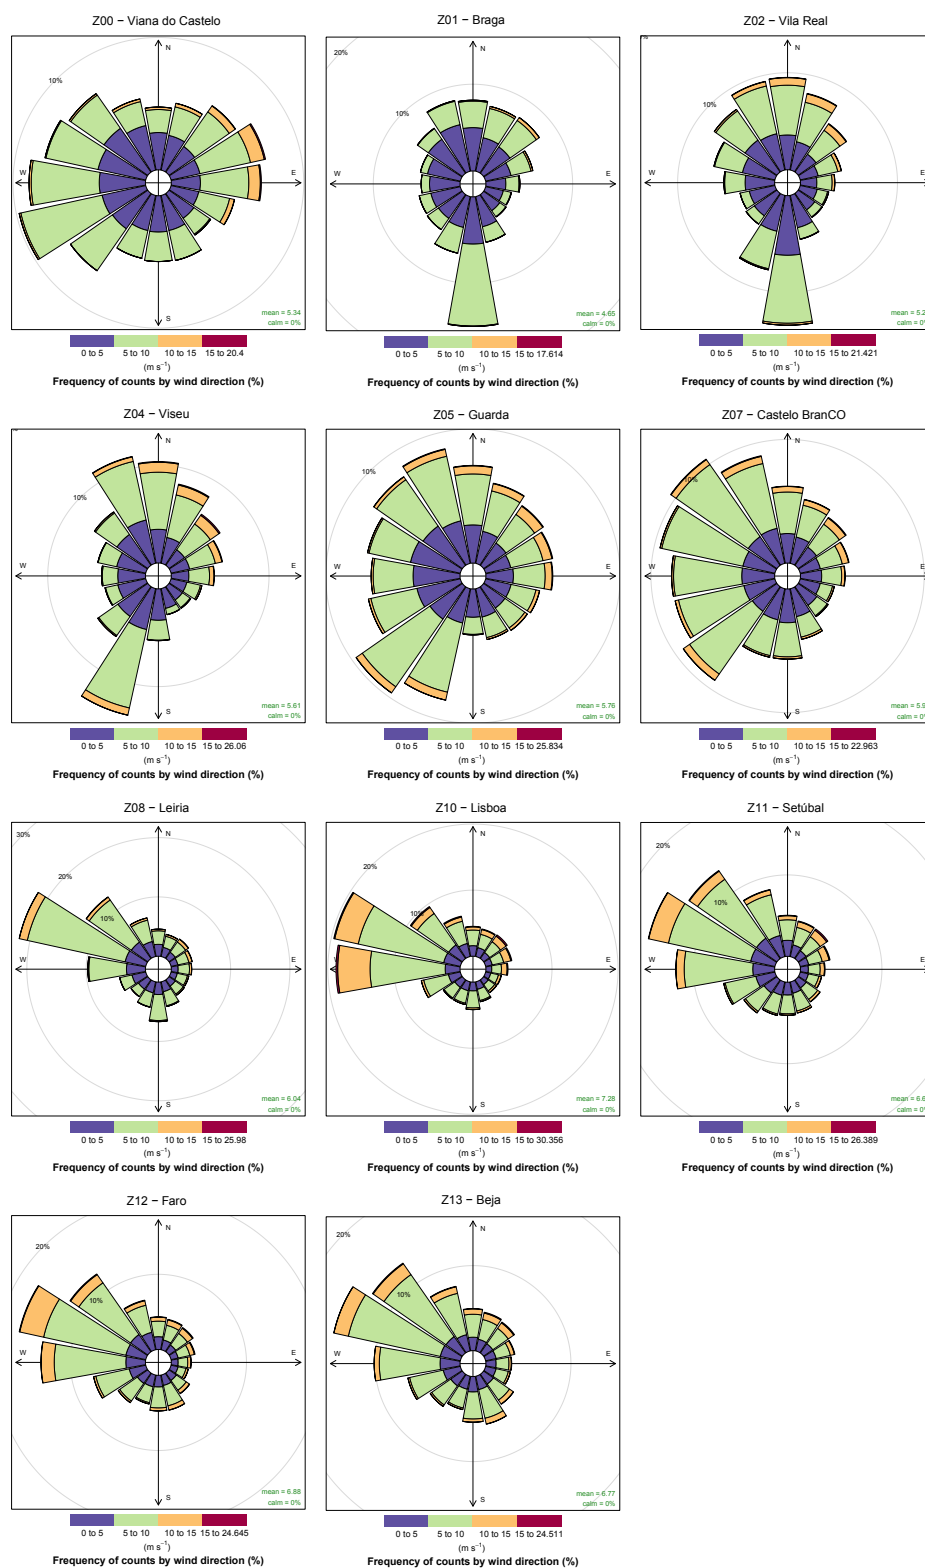 Z00 − Viana do Castelo
10%
N
W
E
S
mean = 5.34
calm = 0%
0 to 5
5 to 10
10 to 15
15 to 20.4
(m s−1)
Frequency of counts by wind direction (%)
Z01 − Braga
20%
10%
N
W
E
S
mean = 4.65
calm = 0%
0 to 5
5 to 10
10 to 15
15 to 17.614
(m s−1)
Frequency of counts by wind direction (%)
Z02 − Vila Real
10%
N
W
E
S
mean = 5.2
calm = 0%
0 to 5
5 to 10
10 to 15
15 to 21.421
(m s−1)
Frequency of counts by wind direction (%)
Z04 − Viseu
10%
N
W
E
S
mean = 5.61
calm = 0%
0 to 5
5 to 10
10 to 15
15 to 26.06
(m s−1)
Frequency of counts by wind direction (%)
Z05 − Guarda
10%
N
W
E
S
mean = 5.76
calm = 0%
0 to 5
5 to 10
10 to 15
15 to 25.834
(m s−1)
Frequency of counts by wind direction (%)
Z07 − Castelo BranCO
10%
N
W
E
S
mean = 5.9
calm = 0%
0 to 5
5 to 10
10 to 15
15 to 22.963
(m s−1)
Frequency of counts by wind direction (%)
Z08 − Leiria
30%
20%
10%
N
W
E
S
mean = 6.04
calm = 0%
0 to 5
5 to 10
10 to 15
15 to 25.98
(m s−1)
Frequency of counts by wind direction (%)
Z10 − Lisboa
20%
10%
N
W
E
S
mean = 7.28
calm = 0%
0 to 5
5 to 10
10 to 15
15 to 30.356
(m s−1)
Frequency of counts by wind direction (%)
Z11 − Setúbal
20%
10%
N
W
E
S
mean = 6.6
calm = 0%
0 to 5
5 to 10
10 to 15
15 to 26.389
(m s−1)
Frequency of counts by wind direction (%)
Z12 − Faro
20%
10%
N
W
E
S
mean = 6.88
calm = 0%
0 to 5
5 to 10
10 to 15
15 to 24.645
(m s−1)
Frequency of counts by wind direction (%)
Z13 − Beja
20%
10%
N
W
E
S
mean = 6.77
calm = 0%
0 to 5
5 to 10
10 to 15
15 to 24.511
(m s−1)
Frequency of counts by wind direction (%)